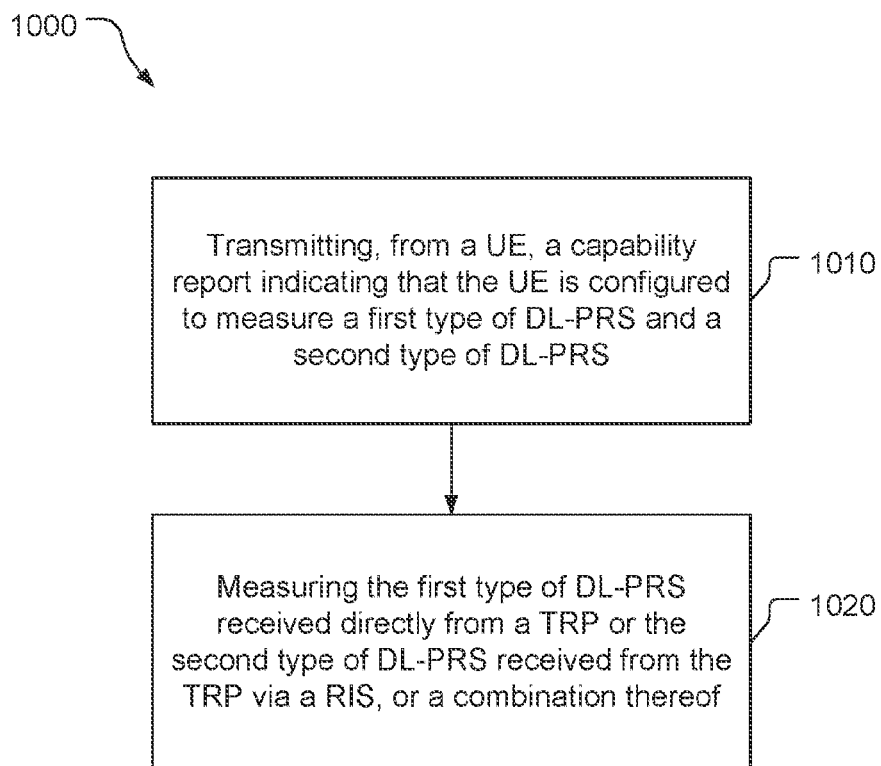 1000
Transmitting, from a UE, a capability
report indicating that the UE is configured
to measure a first type of DL-PRS and a
second type of DL-PRS
1010
Measuring the first type of DL-PRS
received directly from a TRP or the
second type of DL-PRS received from the
TRP via a RIS, or a combination thereof
1020